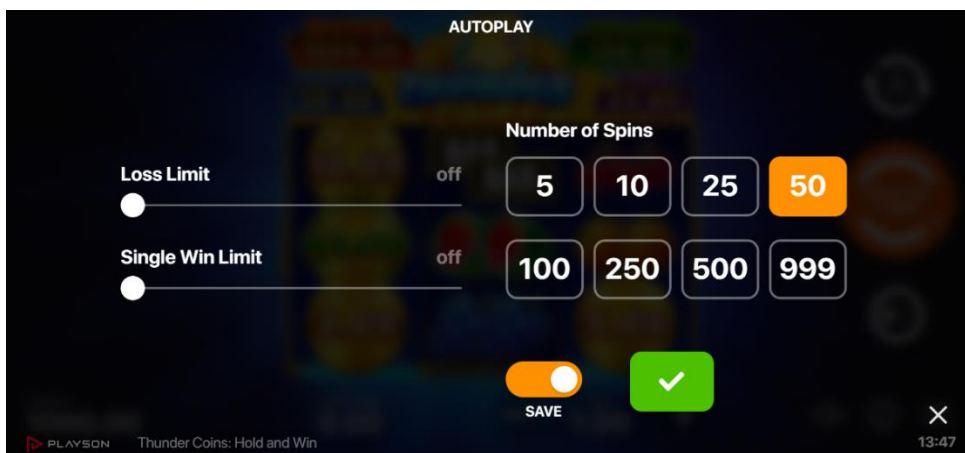 AUTOPLAY
Loss Limit off
Single Win Limit off
Number of Spins
5 10 25 50
100 250 500 999
SAVE
PLAYSON Thunder Coins: Hold and Win
13:47